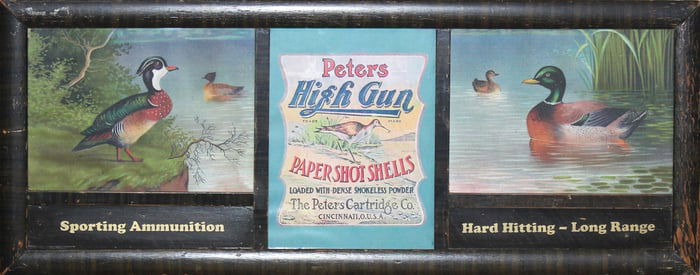 Peters
High Gun
TRADE MARK
PAPER SHOT SHELLS
LOADED WITH DENSE SMOKELESS POWDER
The Peters Cartridge Co.
CINCINNATI, O.U.S.A.
Sporting Ammunition
Hard Hitting – Long Range